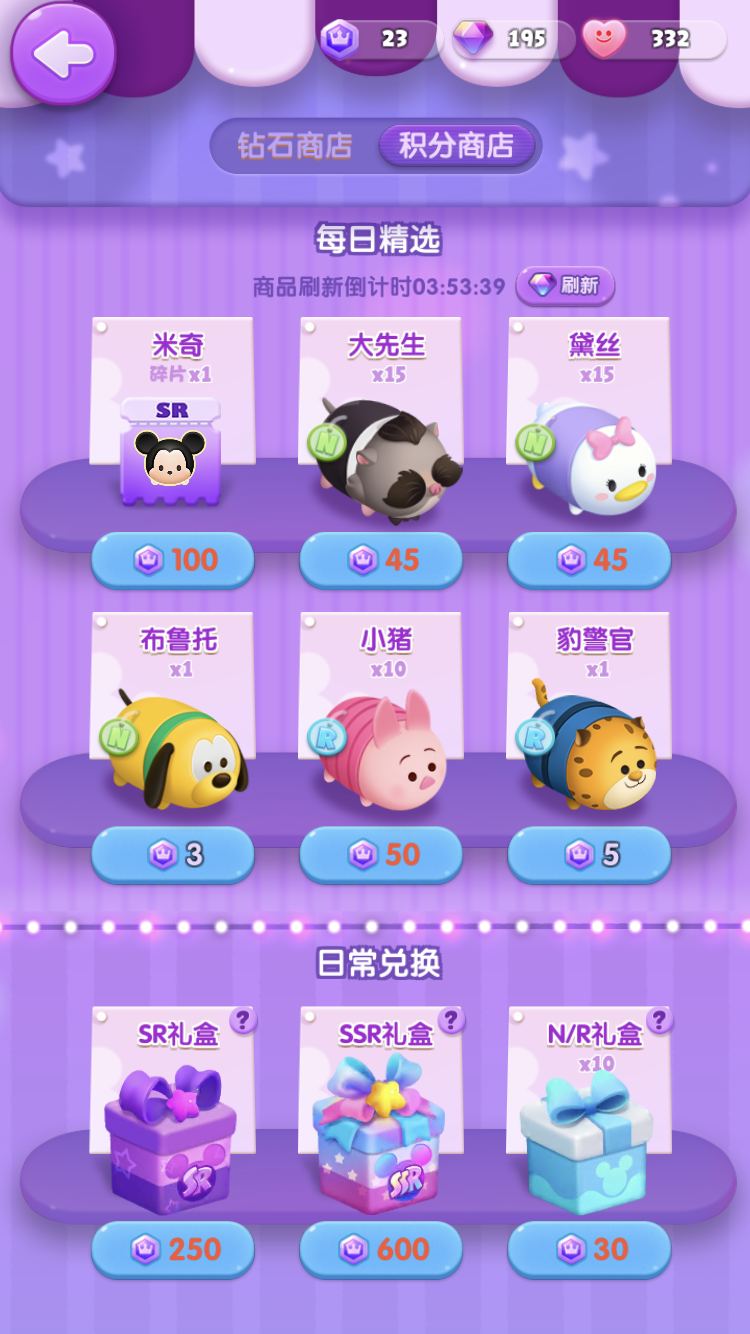 23 195 332
钻石商店 积分商店
每日精选
商品刷新倒计时03:53:39 刷新
米奇 大先生 黛丝
碎片x1 x15 x15
SR N N
100 45 45
布鲁托 小猪 豹警官
x1 x10 x1
N R R
3 50 5
日常兑换
SR礼盒 ? SSR礼盒 ? N/R礼盒 ?
x10
SR SSR
250 600 30